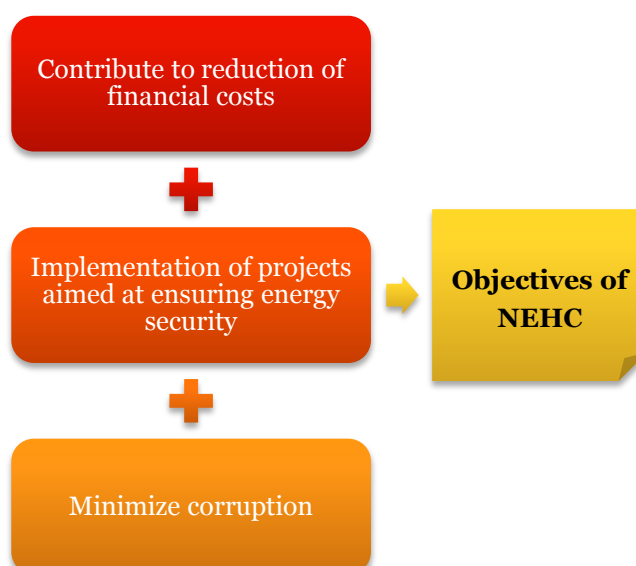 Contribute to reduction of
financial costs
Implementation of projects
aimed at ensuring energy
security
Objectives of
NEHC
Minimize corruption